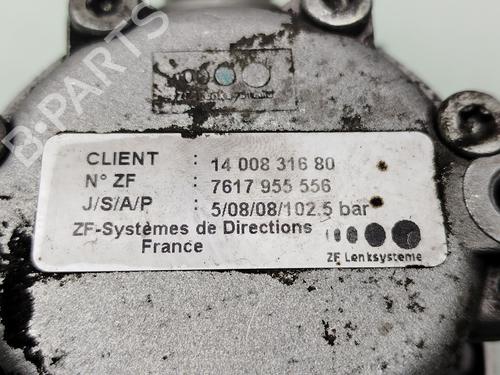 CLIENT : 14 008 316 80
N° ZF : 7617 955 556
J/S/A/P : 5/08/08/102.5 bar
ZF-Systèmes de Directions
France
ZF Lenksysteme
B-PARTS